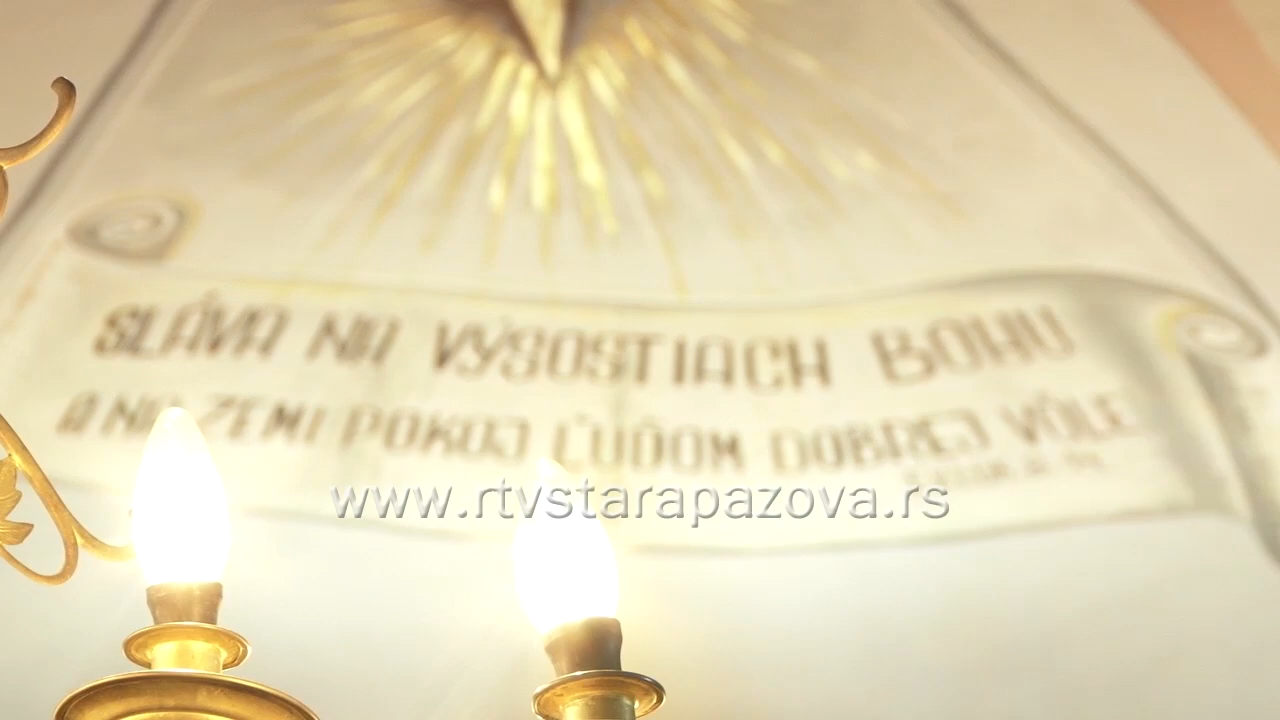 SLÁVA NA VÝSOSTIACH BOHU
A NA ZEMI POKOJ ĽUĎOM DOBREJ VÔLE
www.rtvstarapazova.rs